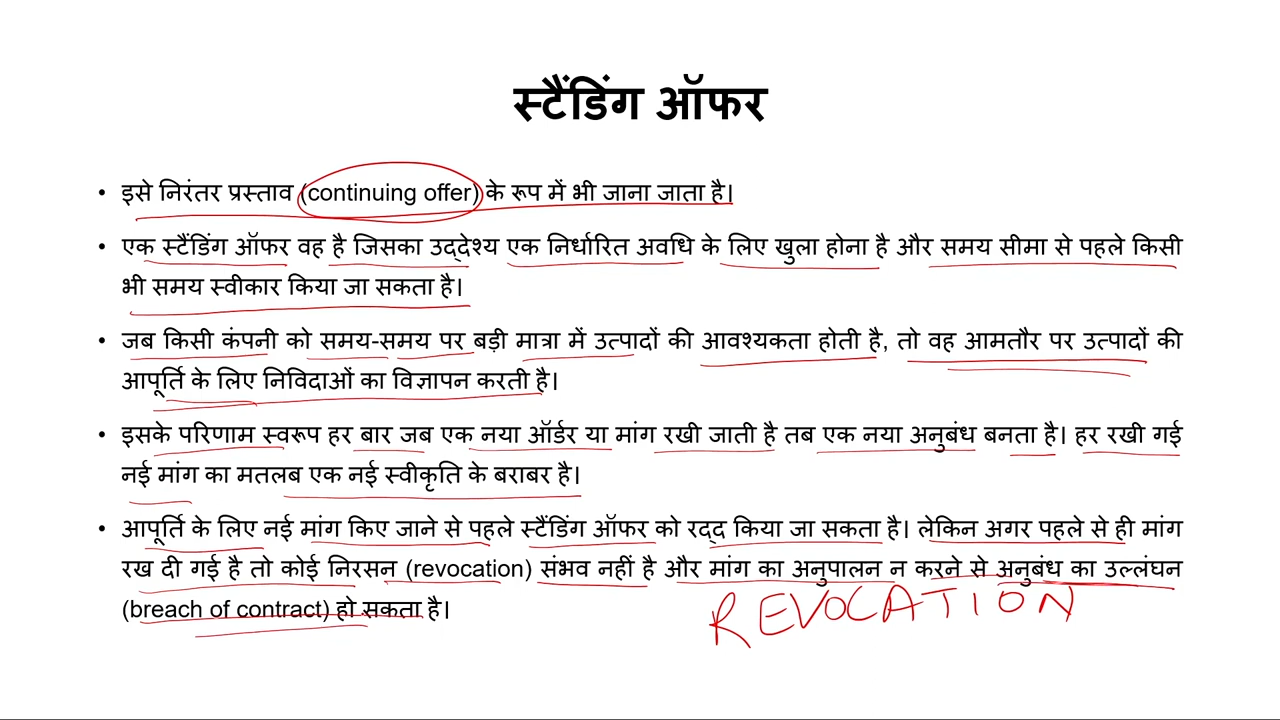 स्टैंडिंग ऑफर
• इसे निरंतर प्रस्ताव (continuing offer) के रूप में भी जाना जाता है।
• एक स्टैंडिंग ऑफर वह है जिसका उद्देश्य एक निर्धारित अवधि के लिए खुला होना है और समय सीमा से पहले किसी
भी समय स्वीकार किया जा सकता है।
• जब किसी कंपनी को समय-समय पर बड़ी मात्रा में उत्पादों की आवश्यकता होती है, तो वह आमतौर पर उत्पादों की
आपूर्ति के लिए निविदाओं का विज्ञापन करती है।
• इसके परिणाम स्वरूप हर बार जब एक नया ऑर्डर या मांग रखी जाती है तब एक नया अनुबंध बनता है। हर रखी गई
नई मांग का मतलब एक नई स्वीकृति के बराबर है।
• आपूर्ति के लिए नई मांग किए जाने से पहले स्टैंडिंग ऑफर को रद्द किया जा सकता है। लेकिन अगर पहले से ही मांग
रख दी गई है तो कोई निरसन (revocation) संभव नहीं है और मांग का अनुपालन न करने से अनुबंध का उल्लंघन
(breach of contract) हो सकता है।
REVOCATION